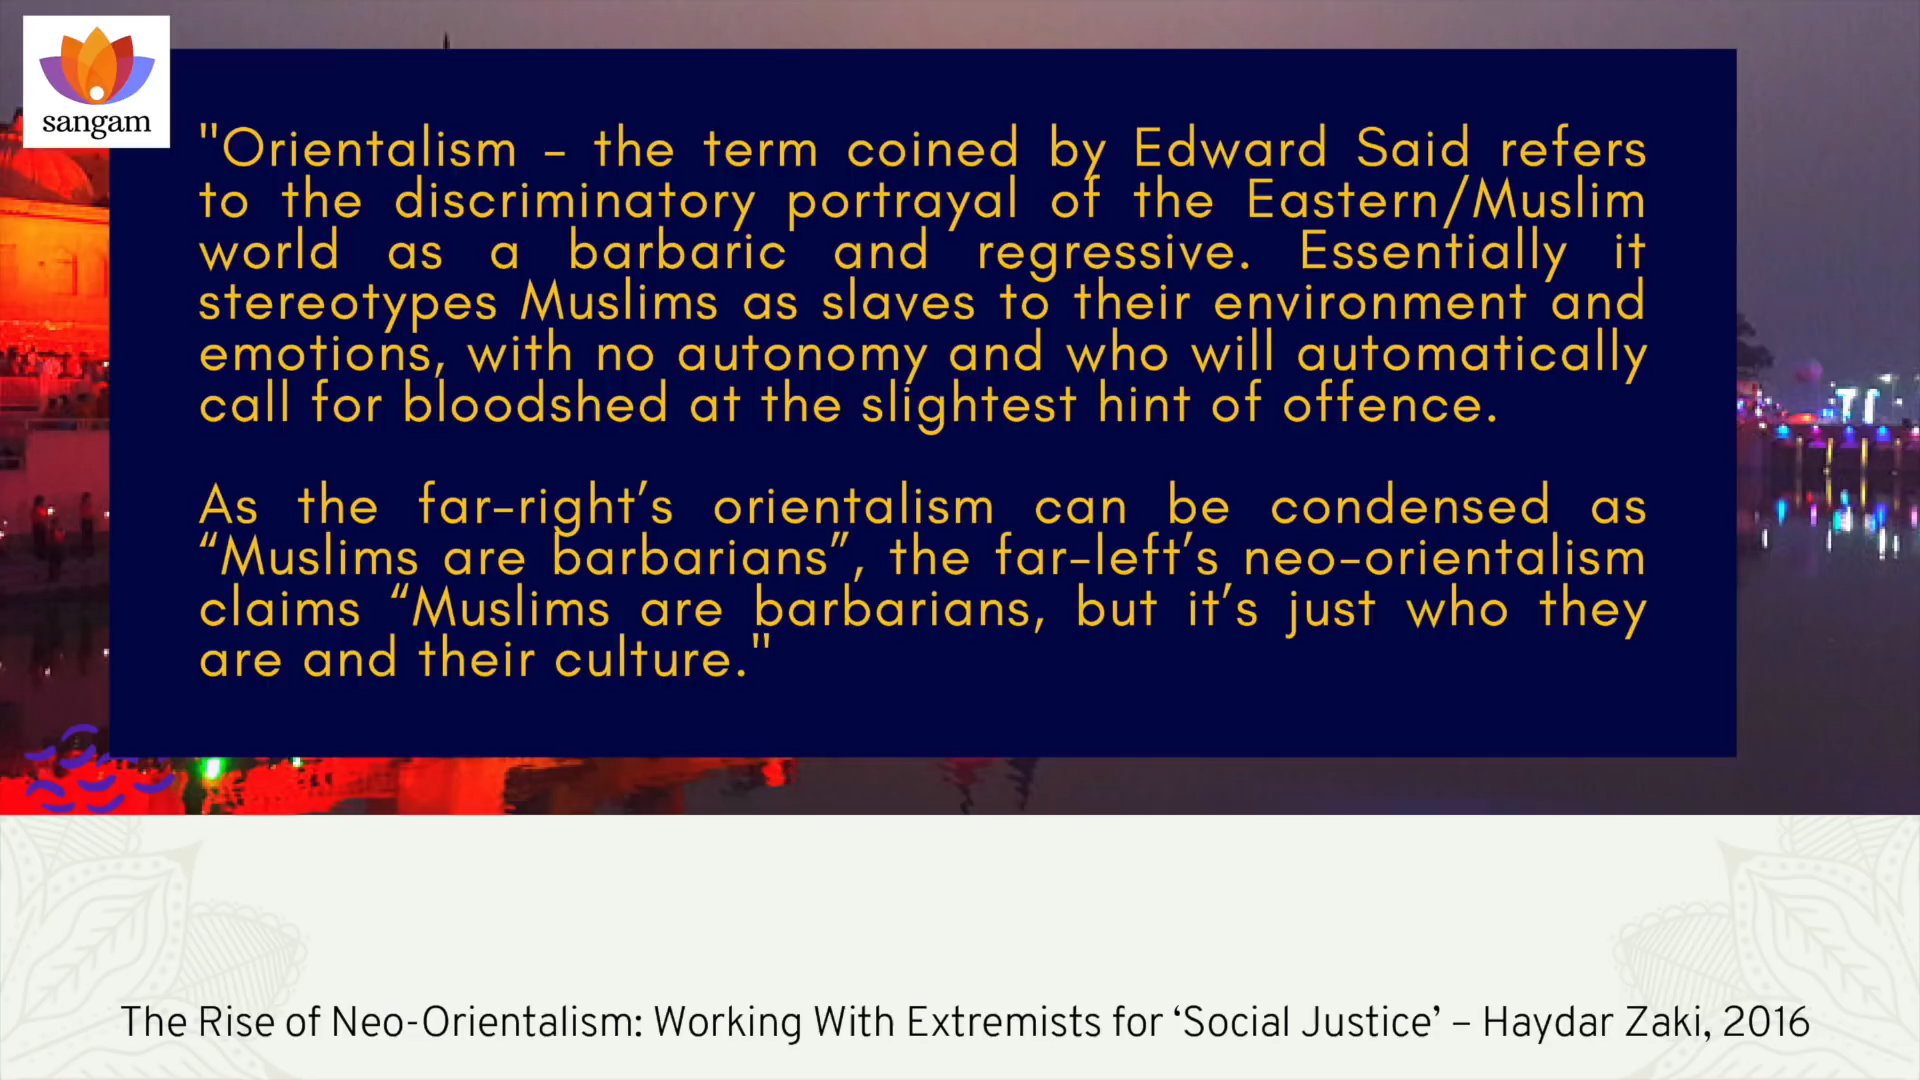 sangam
"Orientalism – the term coined by Edward Said refers
to the discriminatory portrayal of the Eastern/Muslim
world as a barbaric and regressive. Essentially it
stereotypes Muslims as slaves to their environment and
emotions, with no autonomy and who will automatically
call for bloodshed at the slightest hint of offence.
As the far-right’s orientalism can be condensed as
“Muslims are barbarians”, the far-left’s neo-orientalism
claims “Muslims are barbarians, but it’s just who they
are and their culture."
The Rise of Neo-Orientalism: Working With Extremists for ‘Social Justice’ – Haydar Zaki, 2016